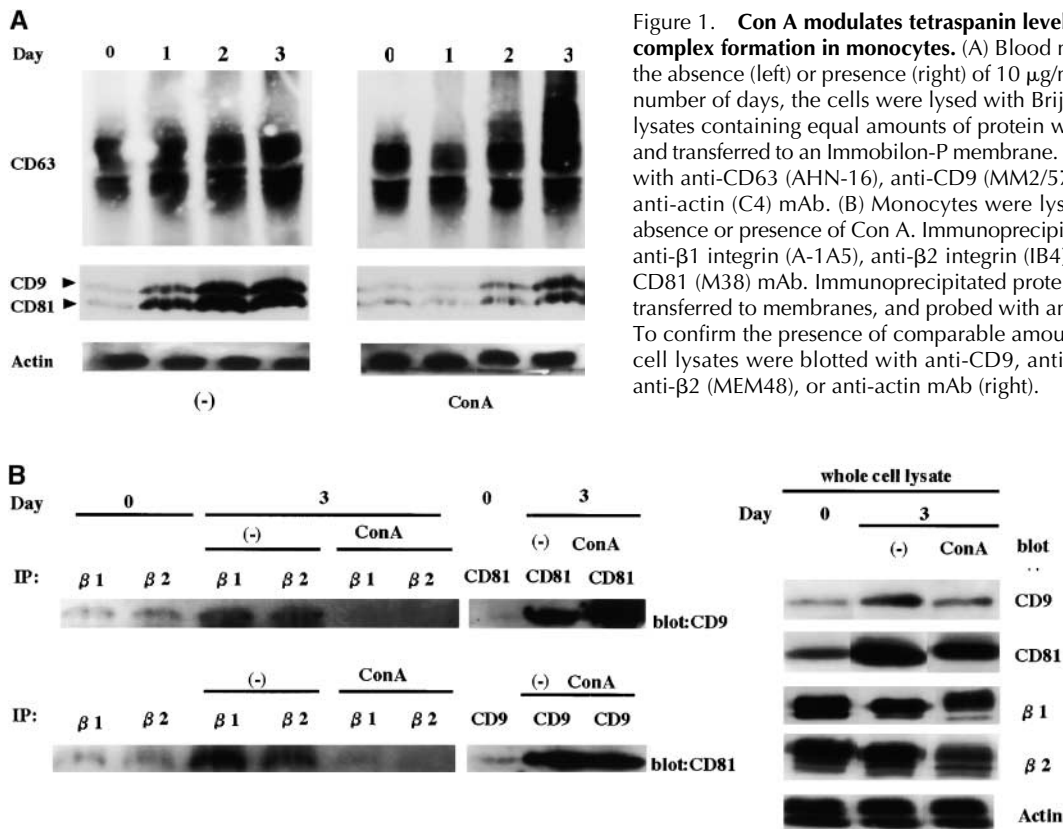 A
Day 0 1 2 3 0 1 2 3
CD63
CD9
CD81
Actin
(-) ConA
Figure 1. Con A modulates tetraspanin level
complex formation in monocytes. (A) Blood
the absence (left) or presence (right) of 10
number of days, the cells were lysed with Brij
lysates containing equal amounts of protein
and transferred to an Immobilon-P membrane.
with anti-CD63 (AHN-16), anti-CD9 (MM2/57
anti-actin (C4) mAb. (B) Monocytes were
absence or presence of Con A.
anti-β1 integrin (A-1A5), anti-β2 integrin (IB4)
CD81 (M38) mAb. Immunoprecipitated
transferred to membranes, and probed with
To confirm the presence of comparable
cell lysates were blotted with anti-CD9,
anti-β2 (MEM48), or anti-actin mAb (right).
B
Day 0 3 0 3
(-) ConA (-) ConA
IP: β1 β2 β1 β2 β1 β2 CD81 CD81 CD81
blot:CD9
(-) ConA (-) ConA
IP: β1 β2 β1 β2 β1 β2 CD9 CD9 CD9
blot:CD81
whole cell lysate
Day 0 3
(-) ConA blot
CD9
CD81
β1
β2
Actin